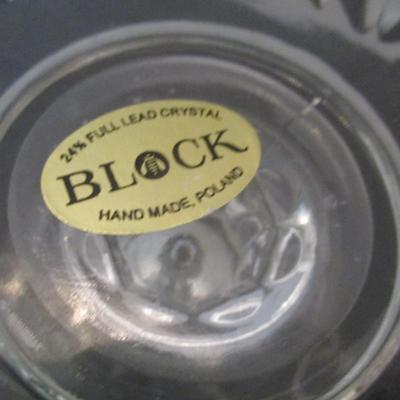 24% FULL LEAD CRYSTAL
BLOCK
HAND MADE, POLAND